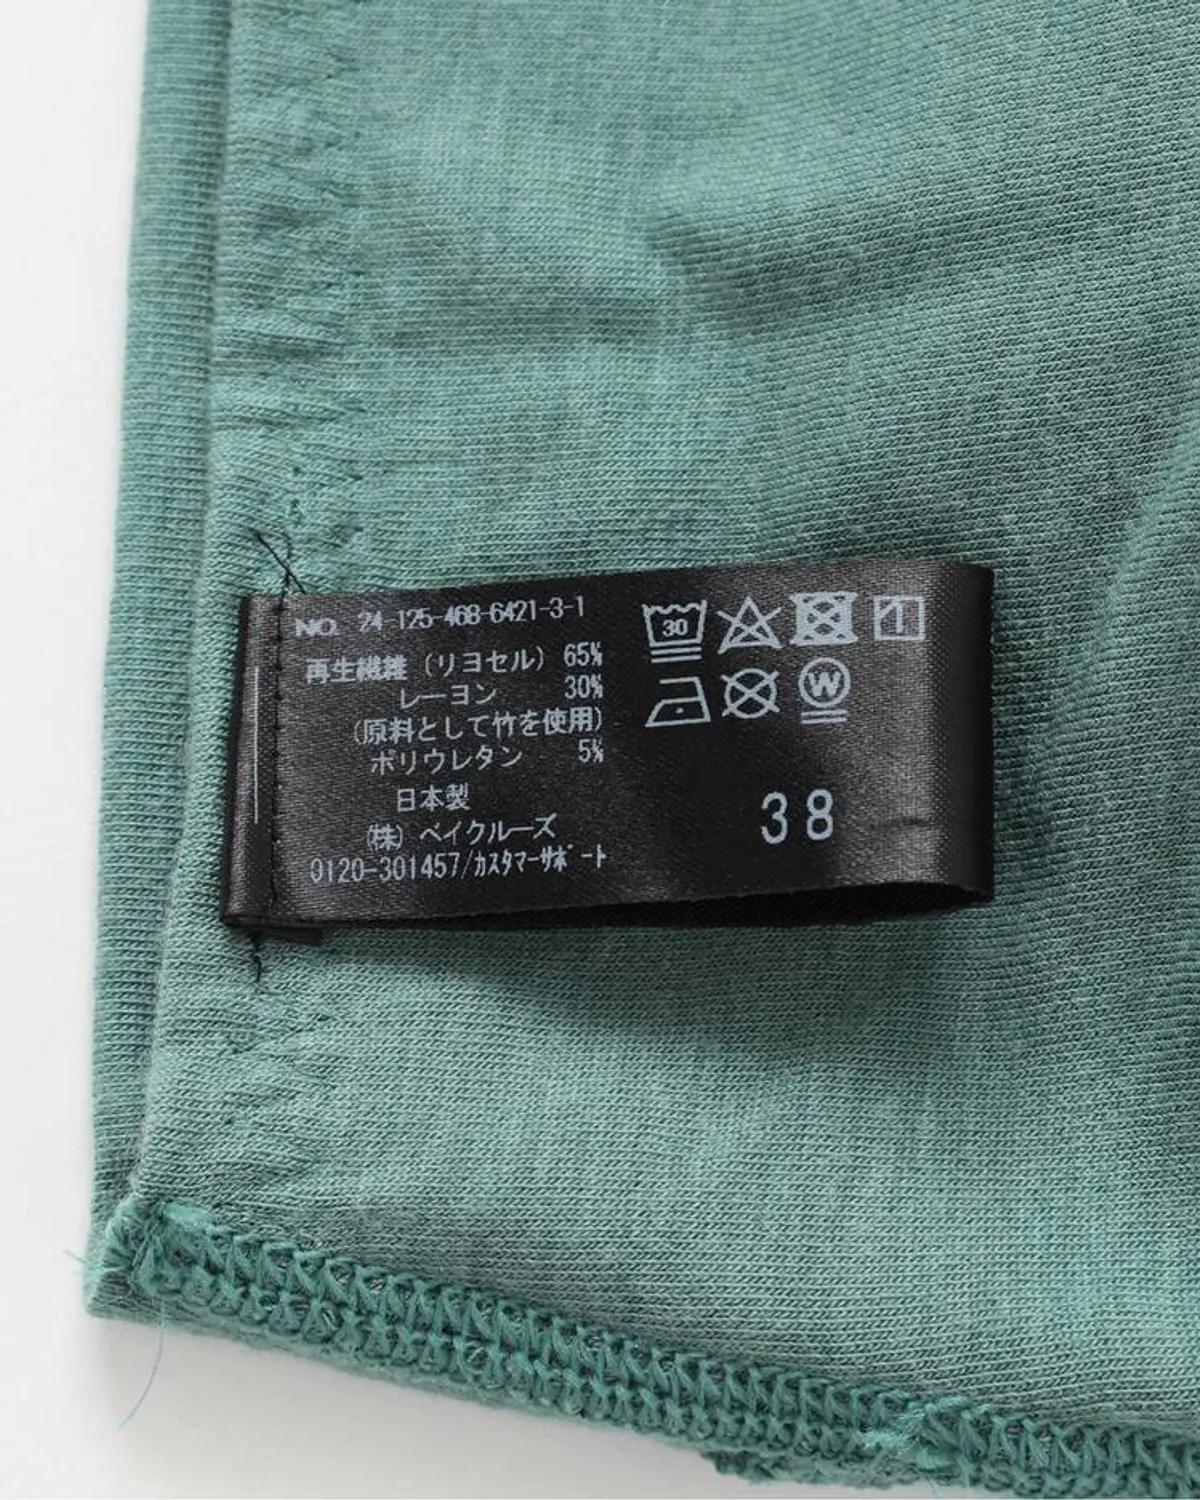 NO. 24-125-468-6421-3-1
再生繊維（リヨセル）65%
レーヨン 30%
(原料として竹を使用)
ポリウレタン 5%
日本製
(株) ベイクルーズ
0120-301457/カスタマーサポート
30
W
38